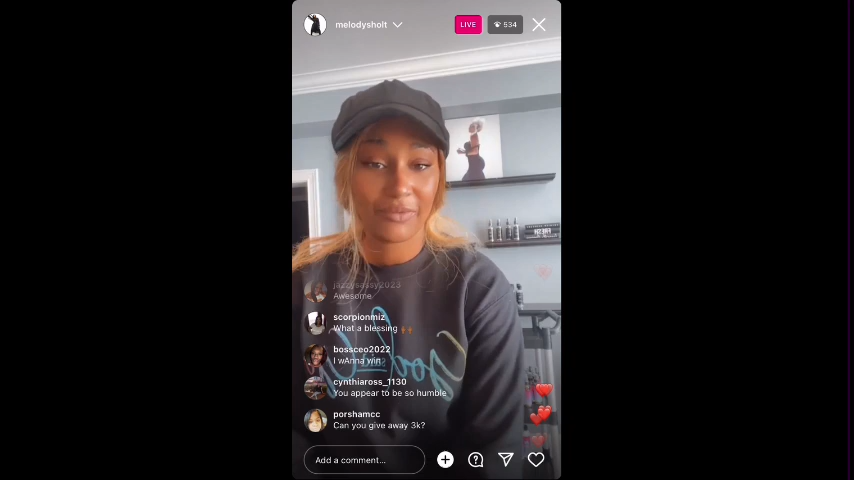 melodysholt
LIVE
534
jazzysassy2023
Awesome
scorpionmiz
What a blessing 🙌🏾
bossceo2022
I wAnna win
cynthiaross_1130
You appear to be so humble
porshamcc
Can you give away 3k?
Add a comment...